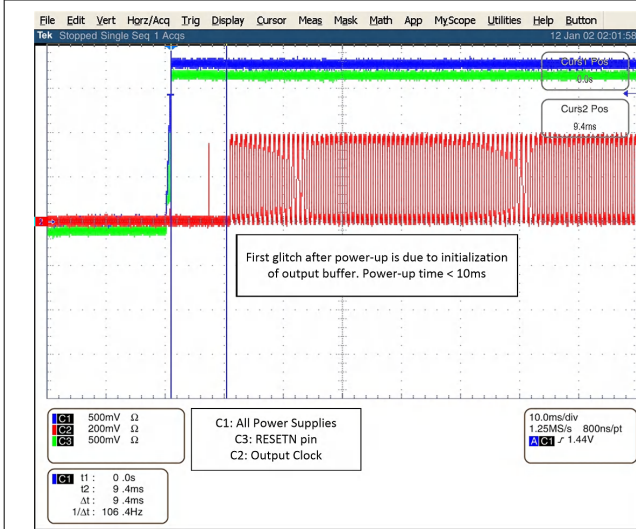 File Edit Vert Horz/Acq Trig Display Cursor Meas Mask Math App MyScope Utilities Help Button
Tek Stopped Single Seq 1 Acqs 12 Jan 02 02:01:58
Curs1 Pos
0.0s
Curs2 Pos
9.4ms
2
First glitch after power-up is due to initialization
of output buffer. Power-up time < 10ms
C1 500mV Ω
C2 200mV Ω
C3 500mV Ω
C1: All Power Supplies
C3: RESETN pin
C2: Output Clock
10.0ms/div
1.25MS/s 800ns/pt
A C1 ∕ 1.44V
C1 t1 : 0 .0s
t2 : 9 .4ms
Δt : 9 .4ms
1/Δt : 106 .4Hz